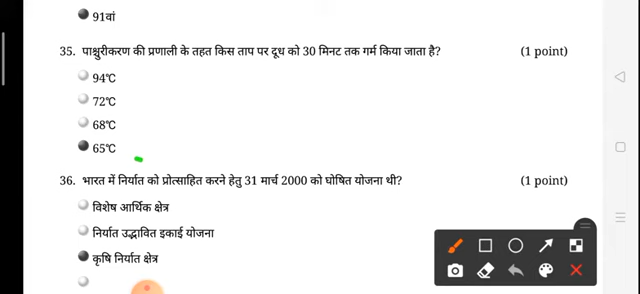 91वां
35. पाश्चुरीकरण की प्रणाली के तहत किस ताप पर दूध को 30 मिनट तक गर्म किया जाता है? (1 point)
94℃
72℃
68℃
65℃
36. भारत में निर्यात को प्रोत्साहित करने हेतु 31 मार्च 2000 को घोषित योजना थी? (1 point)
विशेष आर्थिक क्षेत्र
निर्यात उद्भावित इकाई योजना
कृषि निर्यात क्षेत्र